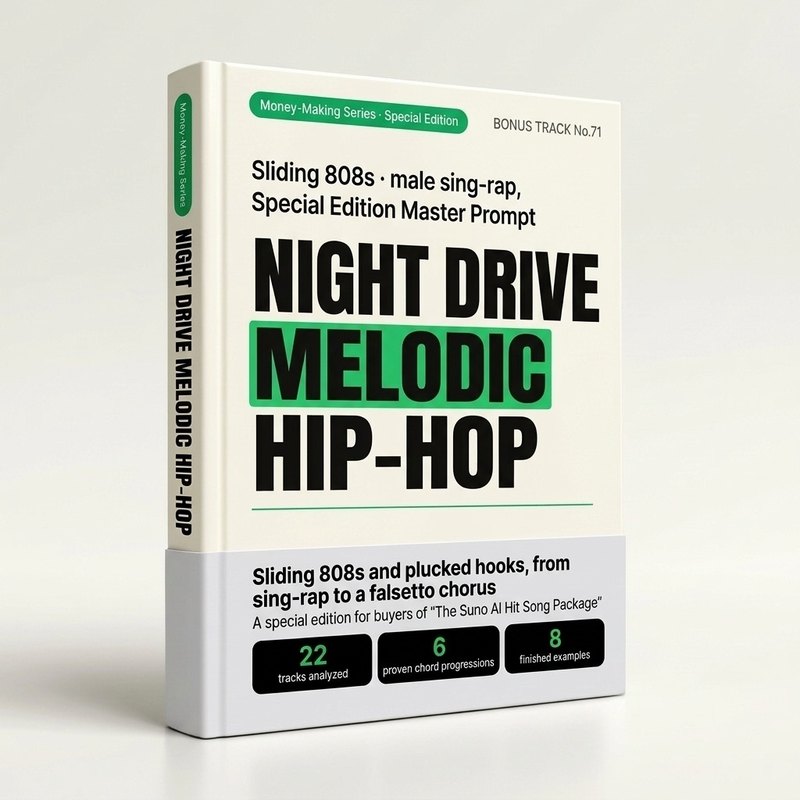 Money-Making Series
NIGHT DRIVE MELODIC HIP-HOP
Money-Making Series · Special Edition
BONUS TRACK No.71
Sliding 808s · male sing-rap,
Special Edition Master Prompt
NIGHT DRIVE
MELODIC
HIP-HOP
Sliding 808s and plucked hooks, from
sing-rap to a falsetto chorus
A special edition for buyers of "The Suno AI Hit Song Package"
22
tracks analyzed
6
proven chord progressions
8
finished examples